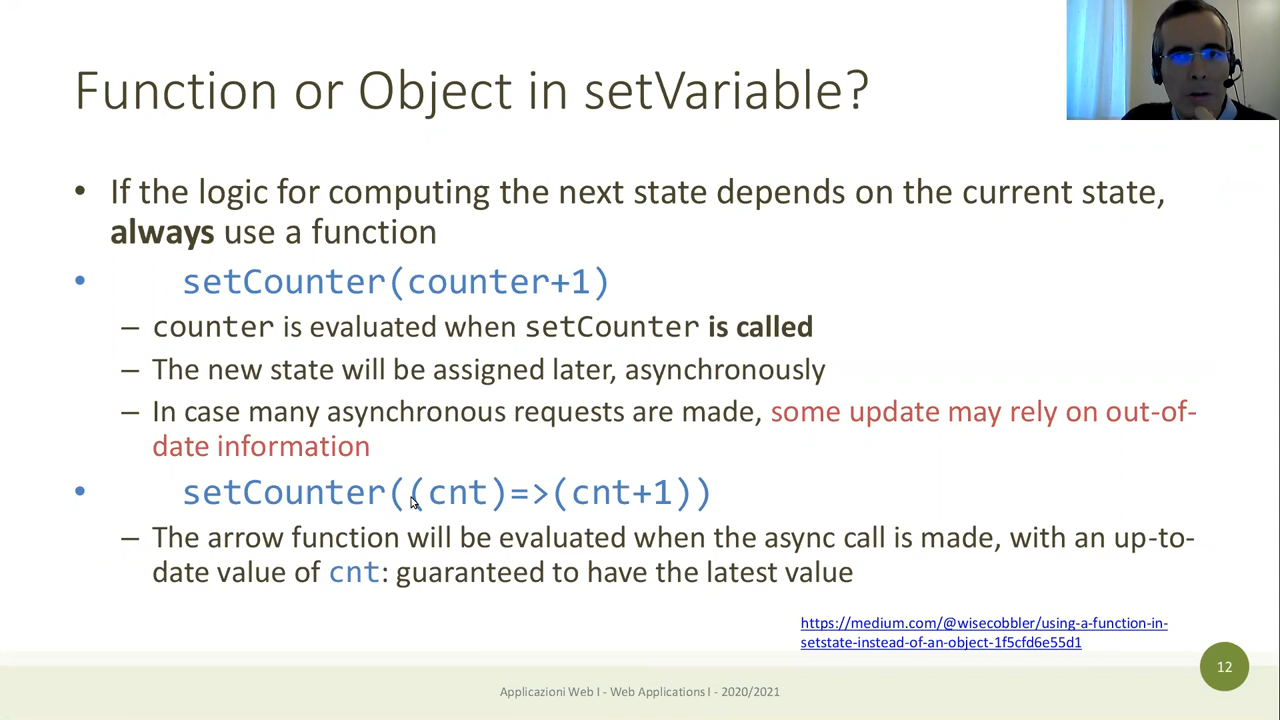 Function or Object in setVariable?
• If the logic for computing the next state depends on the current state,
always use a function
• setCounter(counter+1)
– counter is evaluated when setCounter is called
– The new state will be assigned later, asynchronously
– In case many asynchronous requests are made, some update may rely on out-of-
date information
• setCounter((cnt)=>(cnt+1))
– The arrow function will be evaluated when the async call is made, with an up-to-
date value of cnt: guaranteed to have the latest value
https://medium.com/@wisecobbler/using-a-function-in-
setstate-instead-of-an-object-1f5cfd6e55d1
12
Applicazioni Web I - Web Applications I - 2020/2021